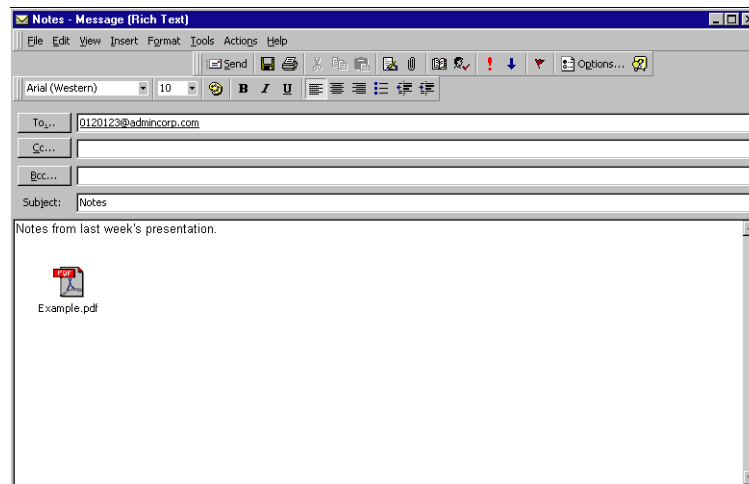 Notes - Message (Rich Text)
File Edit View Insert Format Tools Actions Help
Send Options...
Arial (Western) 10 B I U
To... 0120123@admincorp.com
Cc...
Bcc...
Subject: Notes
Notes from last week's presentation.
PDF
Example.pdf